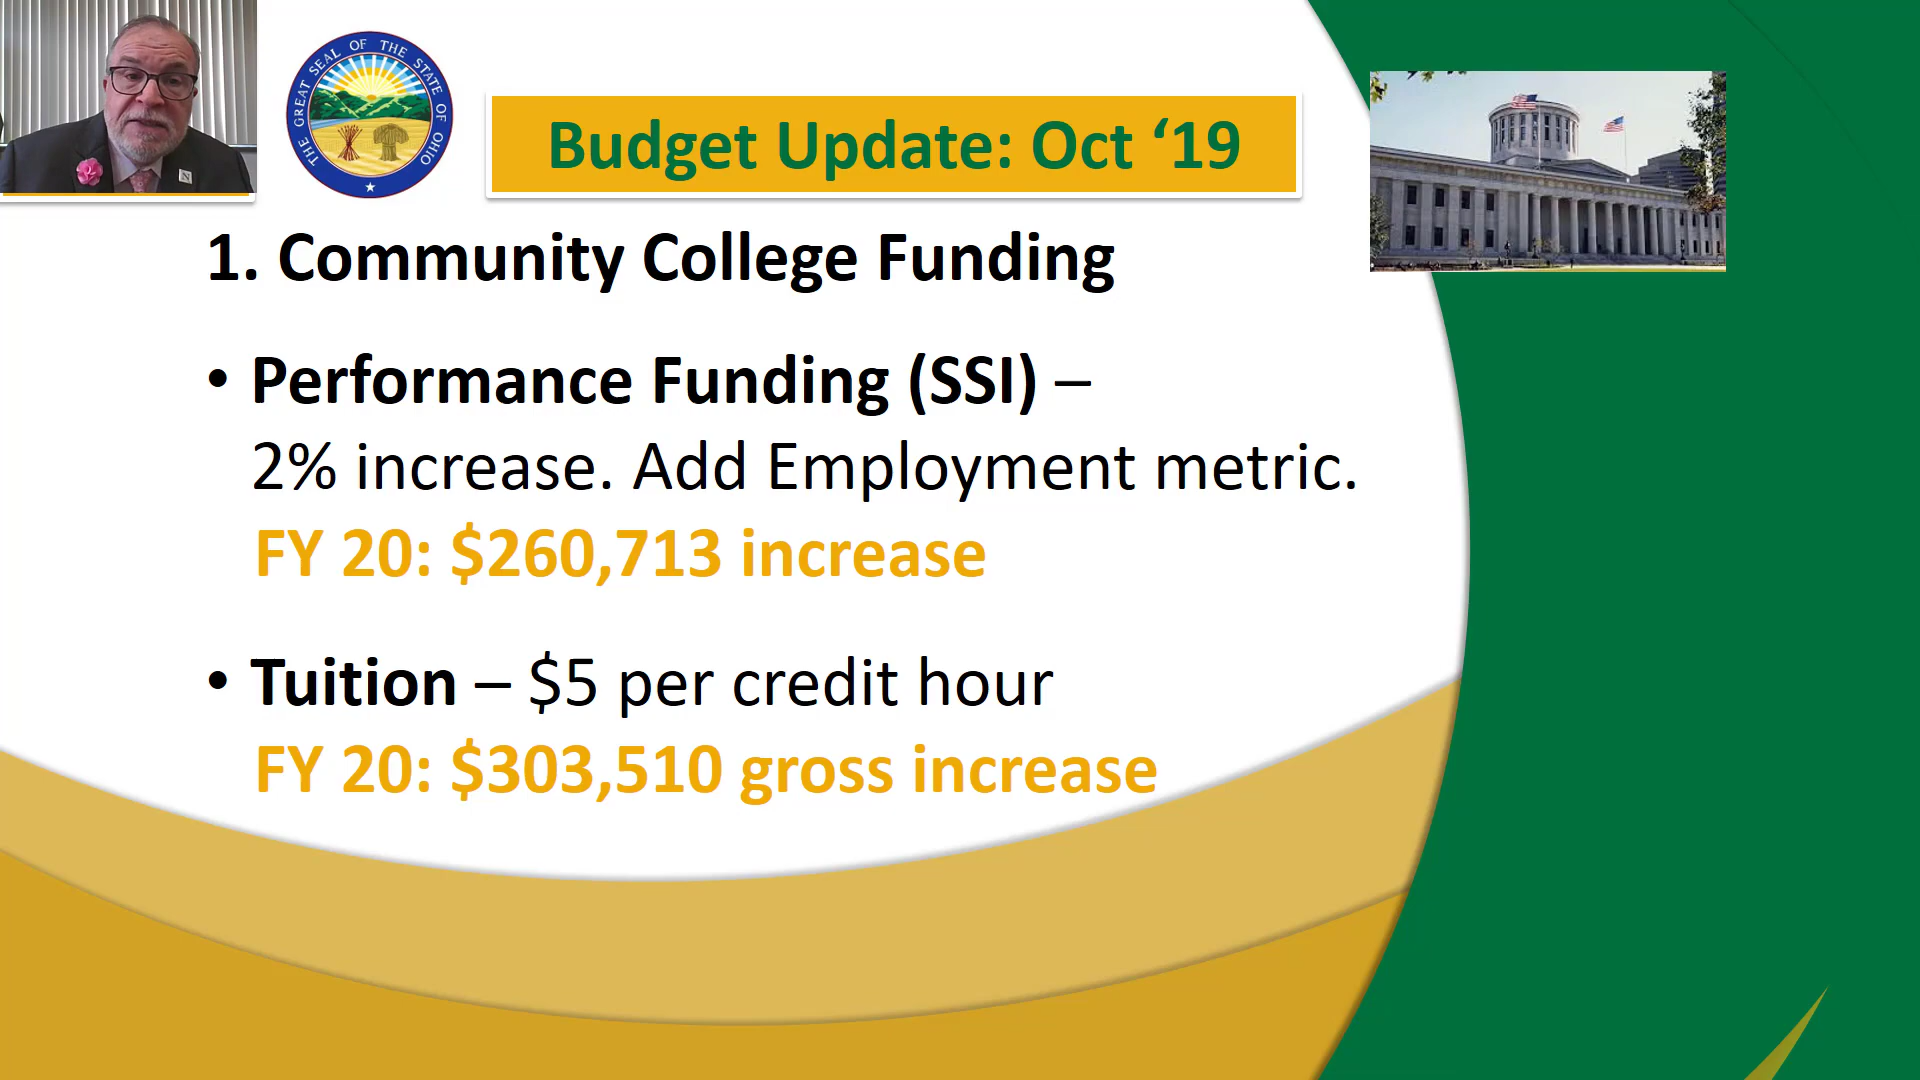 THE GREAT SEAL OF THE STATE OF OHIO
N
Budget Update: Oct ‘19
1. Community College Funding
• Performance Funding (SSI) –
2% increase. Add Employment metric.
FY 20: $260,713 increase
• Tuition – $5 per credit hour
FY 20: $303,510 gross increase